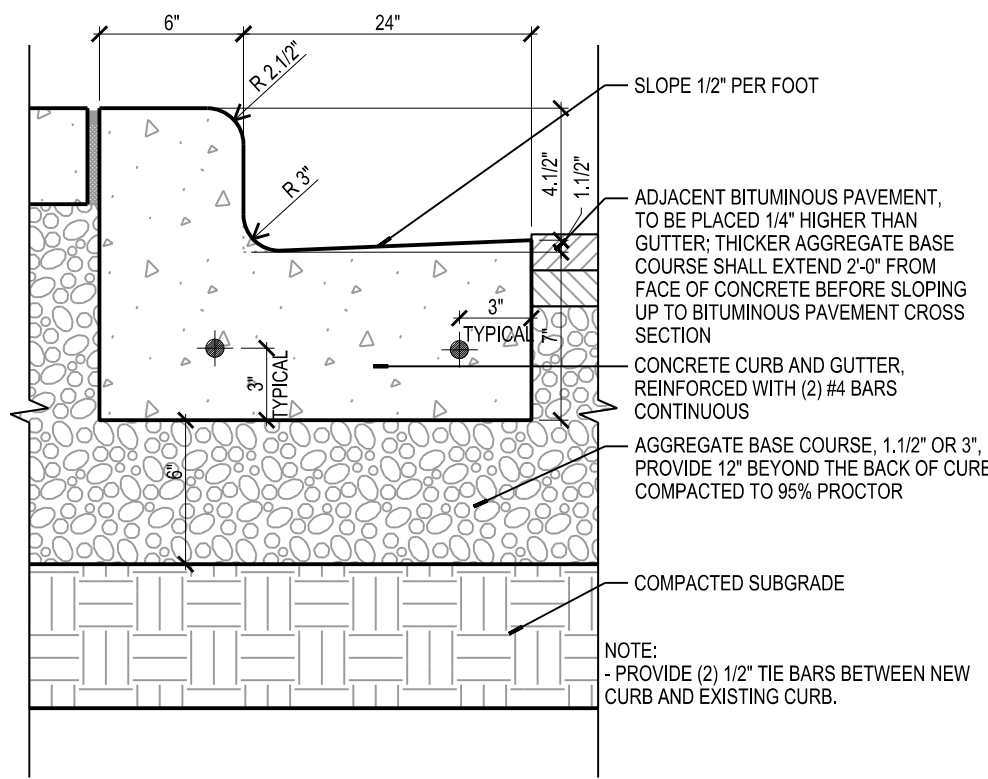 6" 24"
R 2.1/2"
R 3"
SLOPE 1/2" PER FOOT
4.1/2"
1.1/2"
ADJACENT BITUMINOUS PAVEMENT,
TO BE PLACED 1/4" HIGHER THAN
GUTTER; THICKER AGGREGATE BASE
COURSE SHALL EXTEND 2'-0" FROM
FACE OF CONCRETE BEFORE SLOPING
UP TO BITUMINOUS PAVEMENT CROSS
SECTION
3"
TYPICAL
7"
3"
TYPICAL
CONCRETE CURB AND GUTTER,
REINFORCED WITH (2) #4 BARS
CONTINUOUS
6"
AGGREGATE BASE COURSE, 1.1/2" OR 3",
PROVIDE 12" BEYOND THE BACK OF CURE
COMPACTED TO 95% PROCTOR
COMPACTED SUBGRADE
NOTE:
- PROVIDE (2) 1/2" TIE BARS BETWEEN NEW
CURB AND EXISTING CURB.